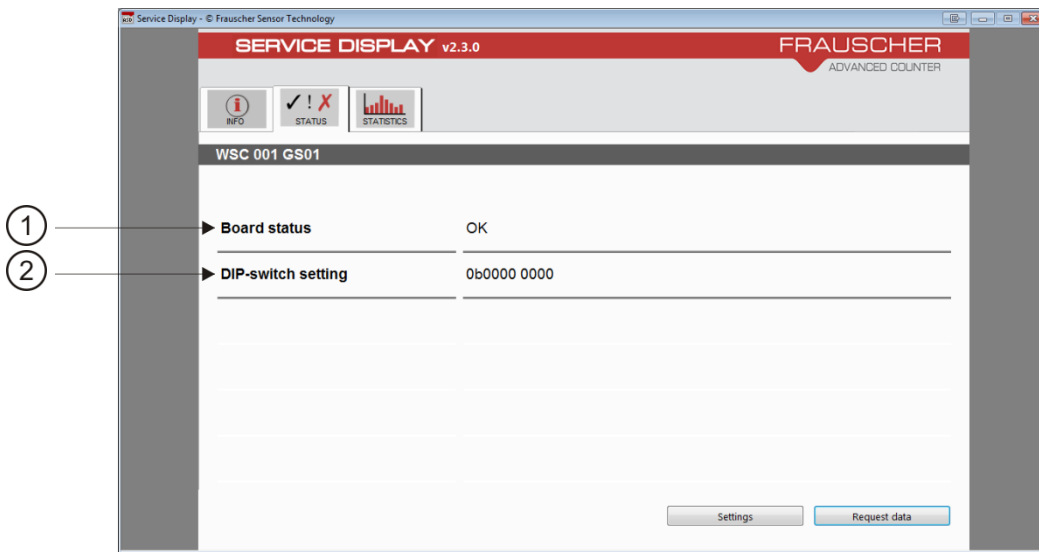 Service Display - © Frauscher Sensor Technology
SERVICE DISPLAY v2.3.0
FRAUSCHER
ADVANCED COUNTER
INFO
STATUS
STATISTICS
WSC 001 GS01
1
Board status OK
2
DIP-switch setting 0b0000 0000
Settings
Request data